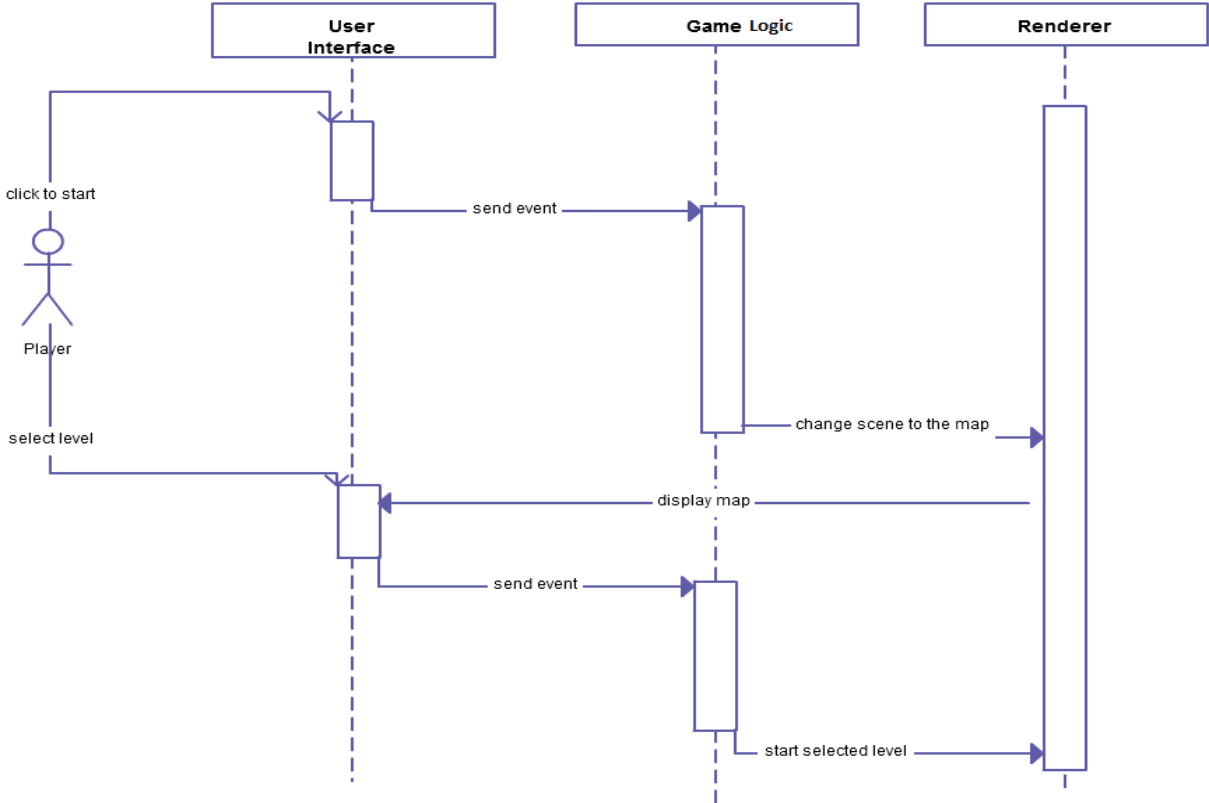 User
Interface
Game Logic
Renderer
click to start
send event
Player
change scene to the map
select level
display map
send event
start selected level